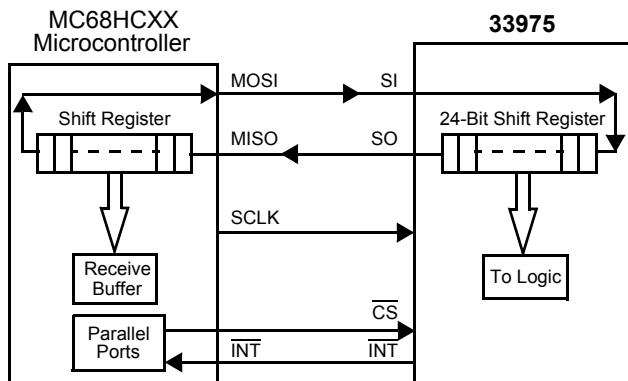 MC68HCXX
Microcontroller
33975
MOSI
SI
Shift Register
24-Bit Shift Register
MISO
SO
SCLK
Receive
Buffer
To Logic
CS
Parallel
Ports
INT
INT